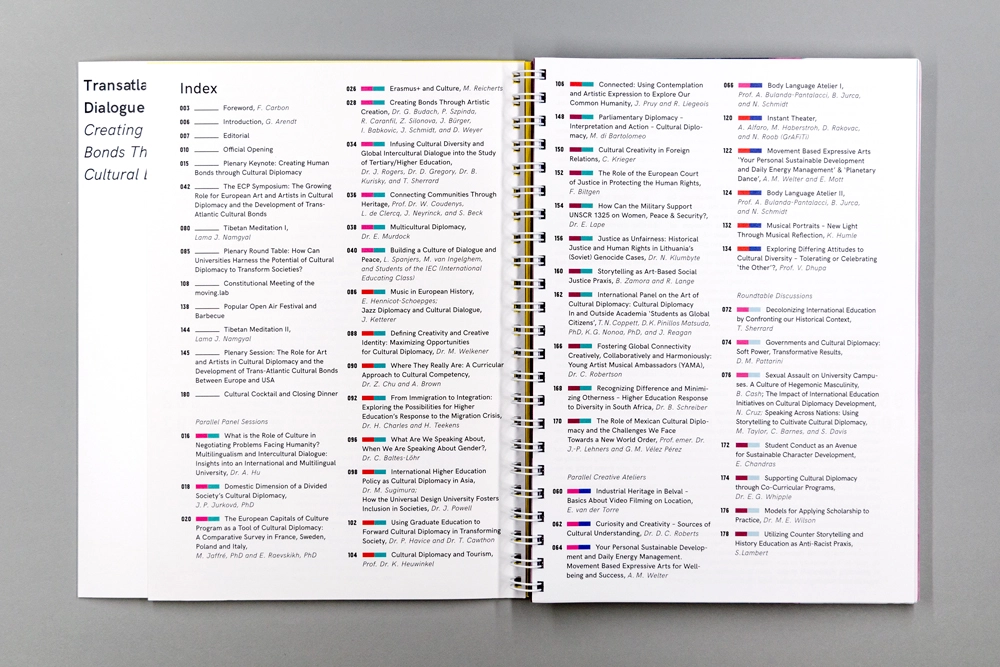 Transatla
Dialogue
Creating
Bonds Th
Cultural
Index
003 Foreword, F. Carbon
006 Introduction, G. Arendt
007 Editorial
010 Official Opening
015 Plenary Keynote: Creating Human
Bonds through Cultural Diplomacy
042 The ECP Symposium: The Growing
Role for European Art and Artists in Cultural
Diplomacy and the Development of Trans-
Atlantic Cultural Bonds
080 Tibetan Meditation I,
Lama J. Namgyal
085 Plenary Round Table: How Can
Universities Harness the Potential of Cultural
Diplomacy to Transform Societies?
108 Constitutional Meeting of the
moving.lab
138 Popular Open Air Festival and
Barbecue
144 Tibetan Meditation II,
Lama J. Namgyal
145 Plenary Session: The Role for Art
and Artists in Cultural Diplomacy and the
Development of Trans-Atlantic Cultural Bonds
Between Europe and USA
180 Cultural Cocktail and Closing Dinner
Parallel Panel Sessions
016 What is the Role of Culture in
Negotiating Problems Facing Humanity?
Multilingualism and Intercultural Dialogue:
Insights into an International and Multilingual
University, Dr. A. Hu
018 Domestic Dimension of a Divided
Society's Cultural Diplomacy,
J. P. Jurková, PhD
020 The European Capitals of Culture
Program as a Tool of Cultural Diplomacy:
A Comparative Survey in France, Sweden,
Poland and Italy,
M. Jaffré, PhD and E. Raevskikh, PhD
026 Erasmus+ and Culture, M. Reicherts
028 Creating Bonds Through Artistic
Creation, Dr. G. Budach, P. Szpinda,
R. Caranfil, Z. Silonova, J. Bürger,
I. Babkovic, J. Schmidt, and D. Weyer
034 Infusing Cultural Diversity and
Global Intercultural Dialogue into the Study
of Tertiary/Higher Education,
Dr. J. Rogers, Dr. D. Gregory, Dr. B.
Kurisky, and T. Sherrard
036 Connecting Communities Through
Heritage, Prof. Dr. W. Coudenys,
L. de Clercq, J. Neyrinck, and S. Beck
038 Multicultural Diplomacy,
Dr. E. Murdock
040 Building a Culture of Dialogue and
Peace, L. Spanjers, M. van Ingelghem,
and Students of the IEC (International
Educating Class)
086 Music in European History,
E. Hennicot-Schoepges;
Jazz Diplomacy and Cultural Dialogue,
J. Ketterer
088 Defining Creativity and Creative
Identity: Maximizing Opportunities
for Cultural Diplomacy, Dr. M. Welkener
090 Where They Really Are: A Curricular
Approach to Cultural Competency,
Dr. Z. Chu and A. Brown
092 From Immigration to Integration:
Exploring the Possibilities for Higher
Education's Response to the Migration Crisis,
Dr. H. Charles and H. Teekens
096 What Are We Speaking About,
When We Are Speaking About Gender?,
Dr. C. Baltes-Löhr
098 International Higher Education
Policy as Cultural Diplomacy in Asia,
Dr. M. Sugimura;
How the Universal Design University Fosters
Inclusion in Societies, Dr. J. Powell
102 Using Graduate Education to
Forward Cultural Diplomacy in Transforming
Society, Dr. P. Havice and Dr. T. Cawthon
104 Cultural Diplomacy and Tourism,
Prof. Dr. K. Heuwinkel
106 Connected: Using Contemplation
and Artistic Expression to Explore Our
Common Humanity, J. Pruy and R. Liegeois
148 Parliamentary Diplomacy –
Interpretation and Action – Cultural Diplo-
macy, M. di Bartolomeo
150 Cultural Creativity in Foreign
Relations, C. Krieger
152 The Role of the European Court
of Justice in Protecting the Human Rights,
F. Biltgen
154 How Can the Military Support
UNSCR 1325 on Women, Peace & Security?,
Dr. E. Lape
156 Justice as Unfairness: Historical
Justice and Human Rights in Lithuania's
(Soviet) Genocide Cases, Dr. N. Klumbyte
160 Storytelling as Art-Based Social
Justice Praxis, B. Zamora and R. Lange
162 International Panel on the Art of
Cultural Diplomacy: Cultural Diplomacy
In and Outside Academia 'Students as Global
Citizens', T. N. Coppett, D.K. Pinillos Matsuda,
PhD, K.G. Nonoa, PhD, and J. Reagan
166 Fostering Global Connectivity
Creatively, Collaboratively and Harmoniously:
Young Artist Musical Ambassadors (YAMA),
Dr. C. Robertson
168 Recognizing Difference and Minimi-
zing Otherness – Higher Education Response
to Diversity in South Africa, Dr. B. Schreiber
170 The Role of Mexican Cultural Diplo-
macy and the Challenges We Face
Towards a New World Order, Prof. emer. Dr.
J.-P. Lehners and G. M. Vélez Pérez
Parallel Creative Ateliers
060 Industrial Heritage in Belval –
Basics About Video Filming on Location,
E. van der Torre
062 Curiosity and Creativity – Sources of
Cultural Understanding, Dr. D. C. Roberts
064 Your Personal Sustainable Develop-
ment and Daily Energy Management.
Movement Based Expressive Arts for Well-
being and Success, A. M. Welter
066 Body Language Atelier I,
Prof. A. Bulanda-Pantalacci, B. Jurca,
and N. Schmidt
120 Instant Theater,
A. Alfaro, M. Haberstroh, D. Rakovac,
and N. Raab (GrAFiTi)
122 Movement Based Expressive Arts
'Your Personal Sustainable Development
and Daily Energy Management' & 'Planetary
Dance', A. M. Welter and E. Mott
124 Body Language Atelier II,
Prof. A. Bulanda-Pantalacci, B. Jurca,
and N. Schmidt
132 Musical Portraits – New Light
Through Musical Reflection, K. Humle
134 Exploring Differing Attitudes to
Cultural Diversity – Tolerating or Celebrating
'the Other'?, Prof. V. Dhupa
Roundtable Discussions
072 Decolonizing International Education
by Confronting our Historical Context,
T. Sherrard
074 Governments and Cultural Diplomacy:
Soft Power, Transformative Results,
D. M. Pattarini
076 Sexual Assault on University Campu-
ses. A Culture of Hegemonic Masculinity,
B. Cash; The Impact of International Education
Initiatives on Cultural Diplomacy Development,
N. Cruz; Speaking Across Nations: Using
Storytelling to Cultivate Cultural Diplomacy,
M. Taylor, C. Barnes, and S. Davis
172 Student Conduct as an Avenue
for Sustainable Character Development,
E. Chandras
174 Supporting Cultural Diplomacy
through Co-Curricular Programs,
Dr. E. G. Whipple
176 Models for Applying Scholarship to
Practice, Dr. M. E. Wilson
178 Utilizing Counter Storytelling and
History Education as Anti-Racist Praxis,
S.Lambert